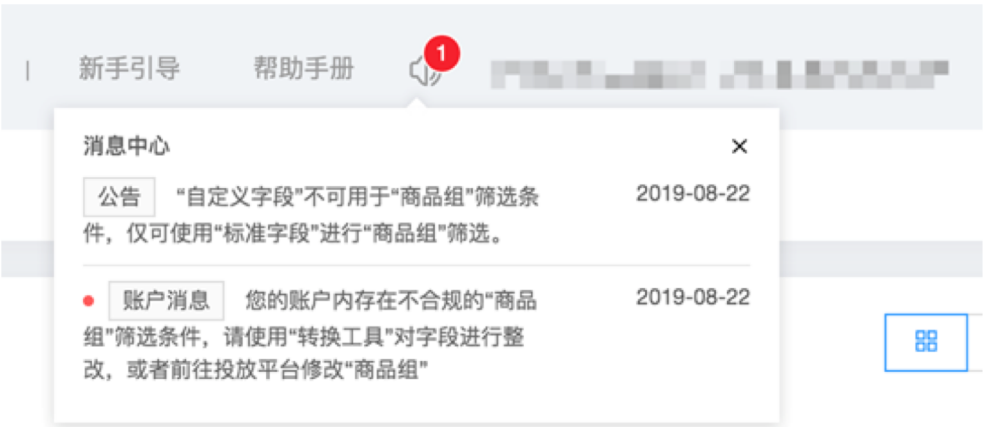 新手引导 帮助手册 1
消息中心
公告 “自定义字段”不可用于“商品组”筛选条 2019-08-22
件，仅可使用“标准字段”进行“商品组”筛选。
账户消息 您的账户内存在不合规的“商品 2019-08-22
组”筛选条件，请使用“转换工具”对字段进行整
改，或者前往投放平台修改“商品组”